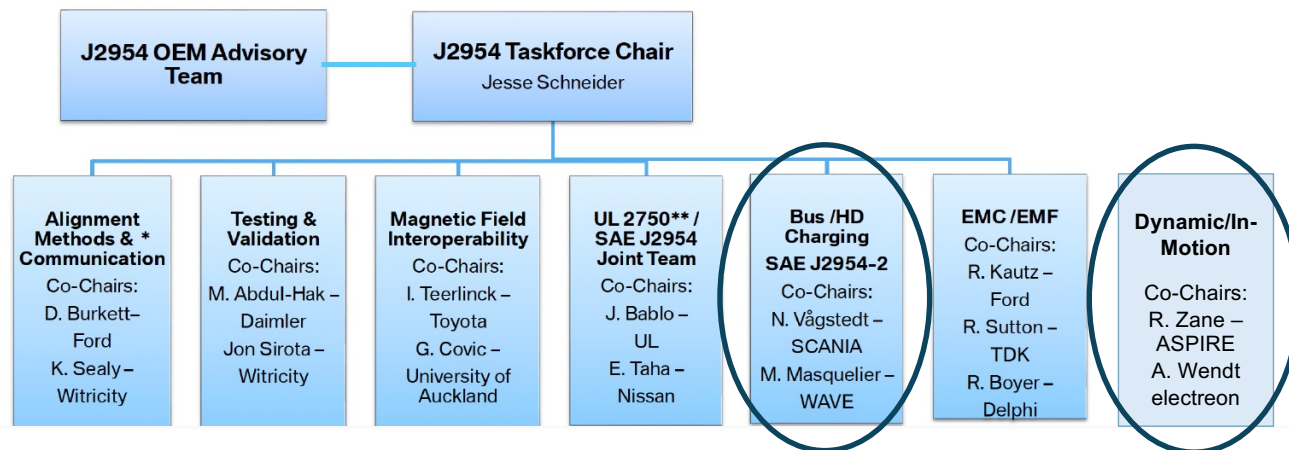 J2954 OEM Advisory
Team
J2954 Taskforce Chair
Jesse Schneider
Alignment
Methods & *
Communication
Co-Chairs:
D. Burkett–
Ford
K. Sealy –
Witricity
Testing &
Validation
Co-Chairs:
M. Abdul-Hak –
Daimler
Jon Sirota –
Witricity
Magnetic Field
Interoperability
Co-Chairs:
I. Teerlinck –
Toyota
G. Covic –
University of
Auckland
UL 2750** /
SAE J2954
Joint Team
Co-Chairs:
J. Bablo –
UL
E. Taha –
Nissan
Bus /HD
Charging
SAE J2954-2
Co-Chairs:
N. Vågstedt –
SCANIA
M. Masquelier –
WAVE
EMC /EMF
Co-Chairs:
R. Kautz –
Ford
R. Sutton –
TDK
R. Boyer –
Delphi
Dynamic/In-
Motion
Co-Chairs:
R. Zane –
ASPIRE
A. Wendt
electreon